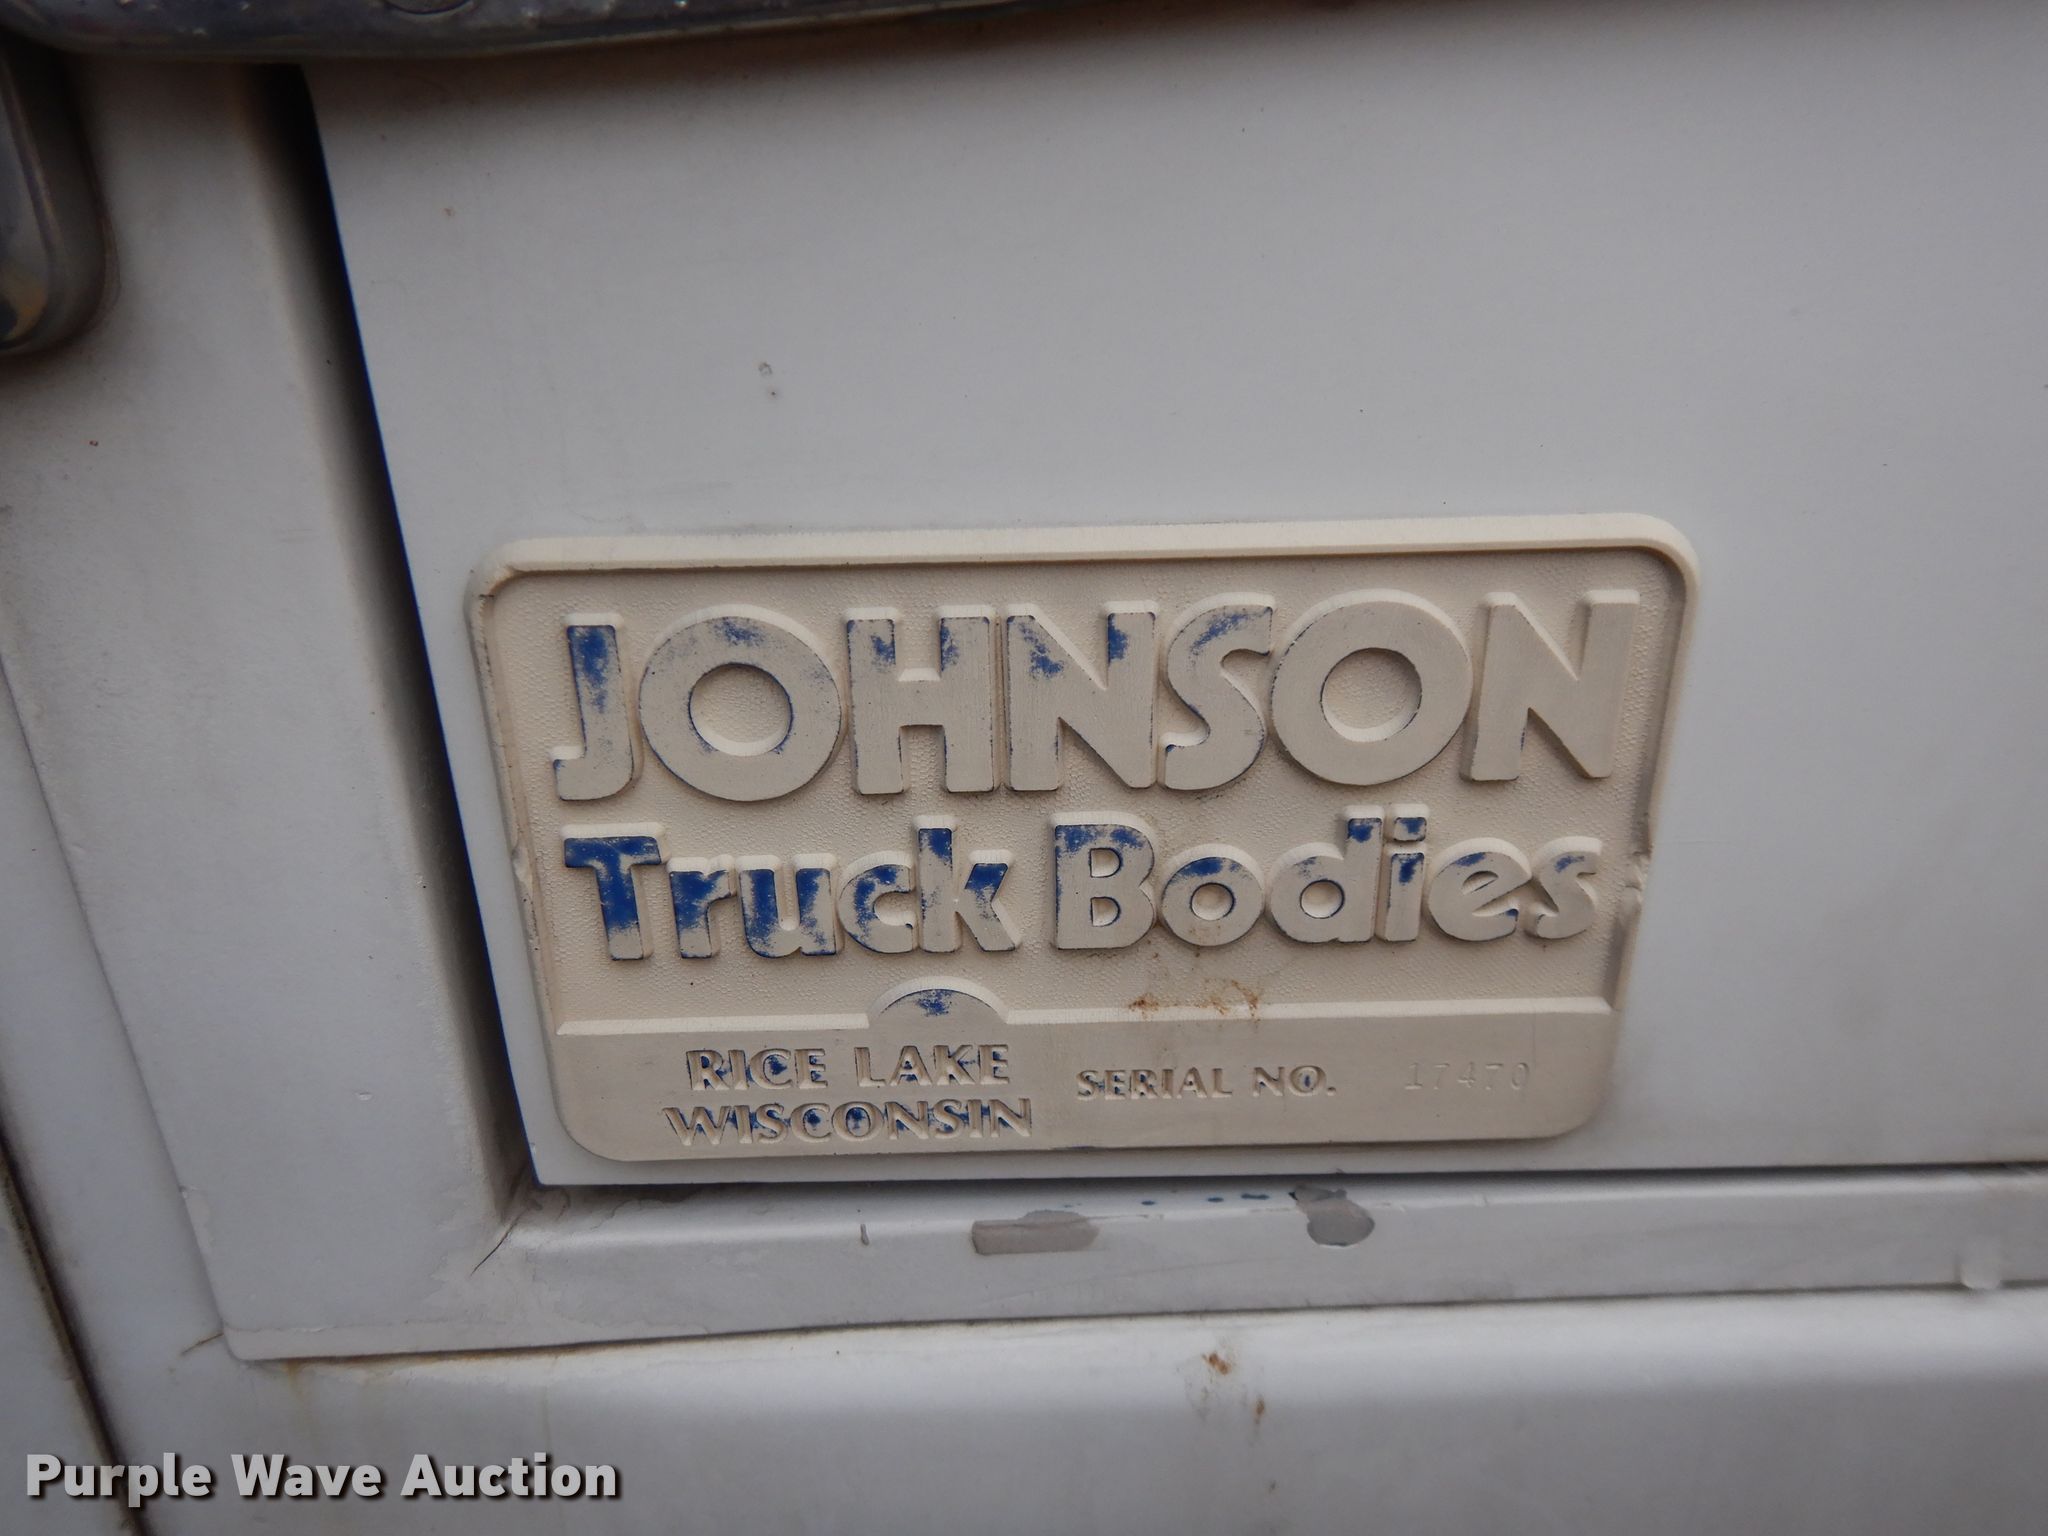 JOHNSON
Truck Bodies
RICE LAKE
WISCONSIN
SERIAL NO. 17470
Purple Wave Auction